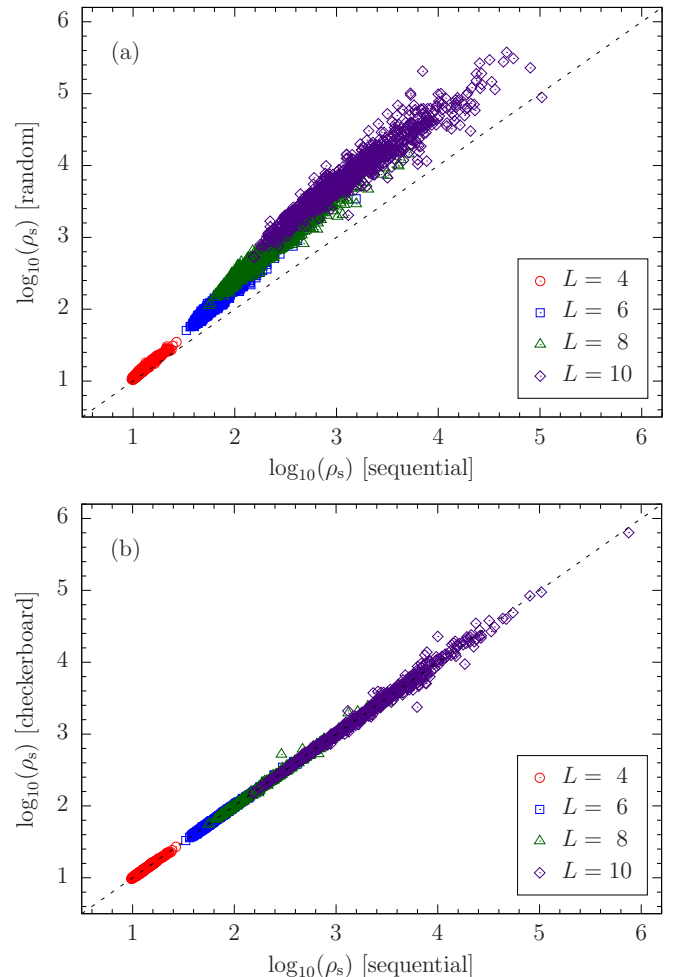 6
5
4
3
2
1
1 2 3 4 5 6
log₁₀(ρₛ) [random]
log₁₀(ρₛ) [sequential]
(a)
L = 4
L = 6
L = 8
L = 10
6
5
4
3
2
1
1 2 3 4 5 6
log₁₀(ρₛ) [checkerboard]
log₁₀(ρₛ) [sequential]
(b)
L = 4
L = 6
L = 8
L = 10